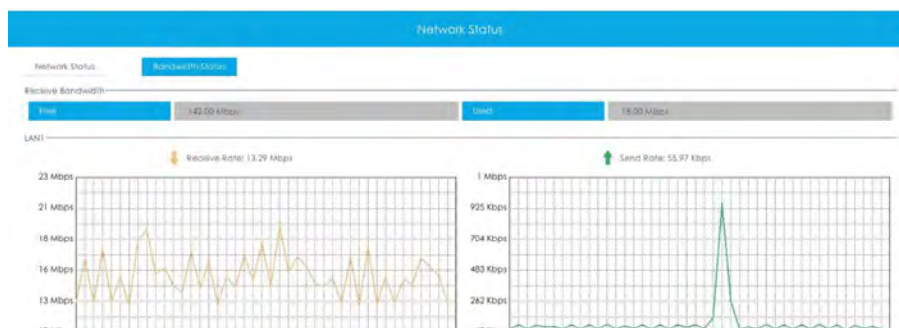 Network Status
Network Status
Bandwidth Status
Receive Bandwidth
Free
142.00 Mbps
Used
18.00 Mbps
LAN1
Receive Rate: 13.29 Mbps
Send Rate: 55.97 Kbps
23 Mbps
21 Mbps
18 Mbps
16 Mbps
13 Mbps
1 Mbps
925 Kbps
704 Kbps
483 Kbps
262 Kbps